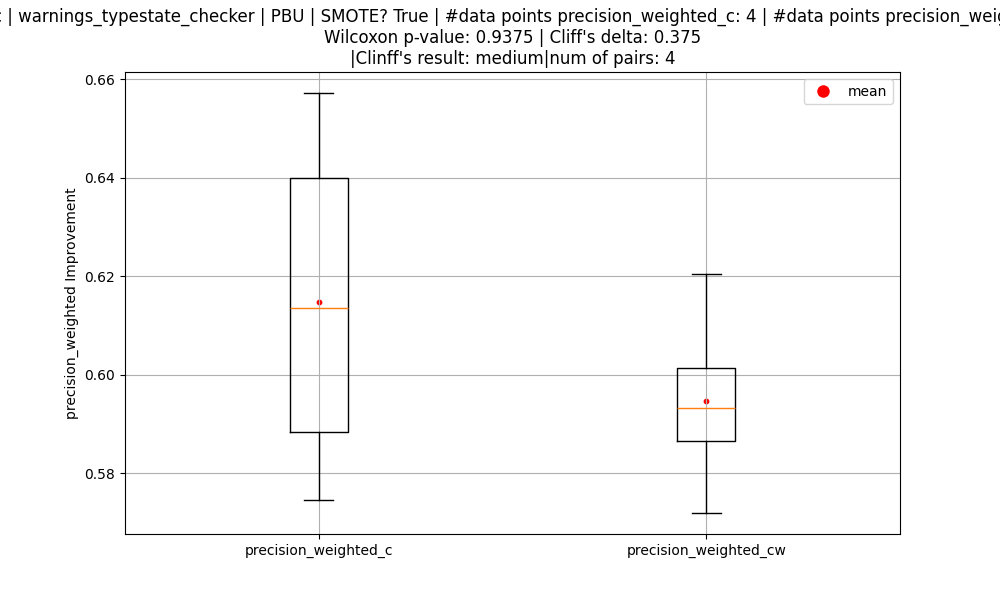 | warnings_typestate_checker | PBU | SMOTE? True | #data points precision_weighted_c: 4 | #data points
Wilcoxon p-value: 0.9375 | Cliff's delta: 0.375
|Clinff's result: medium|num of pairs: 4
0.66
mean
0.64
0.62
0.60
0.58
precision_weighted Improvement
precision_weighted_c
precision_weighted_cw